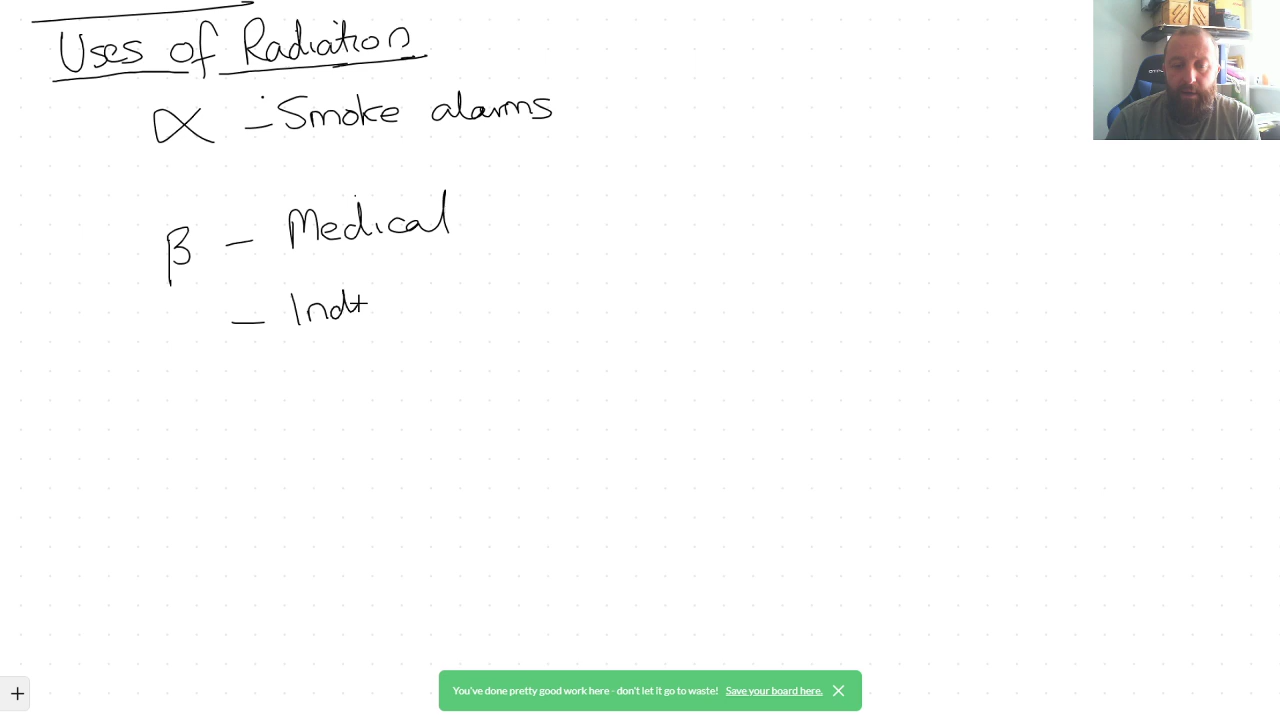 Uses of Radiation
α - Smoke alarms
β - Medical
- Ind
+ You've done pretty good work here - don't let it go to waste! Save your board here.